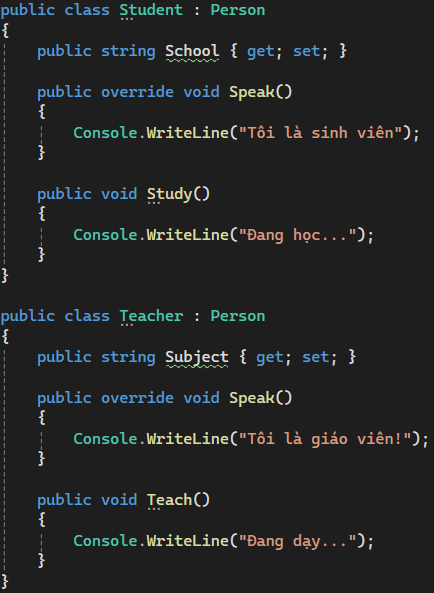 public class Student : Person
{
    public string School { get; set; }

    public override void Speak()
    {
        Console.WriteLine("Tôi là sinh viên");
    }

    public void Study()
    {
        Console.WriteLine("Đang học...");
    }
}

public class Teacher : Person
{
    public string Subject { get; set; }

    public override void Speak()
    {
        Console.WriteLine("Tôi là giáo viên!");
    }

    public void Teach()
    {
        Console.WriteLine("Đang dạy...");
    }
}